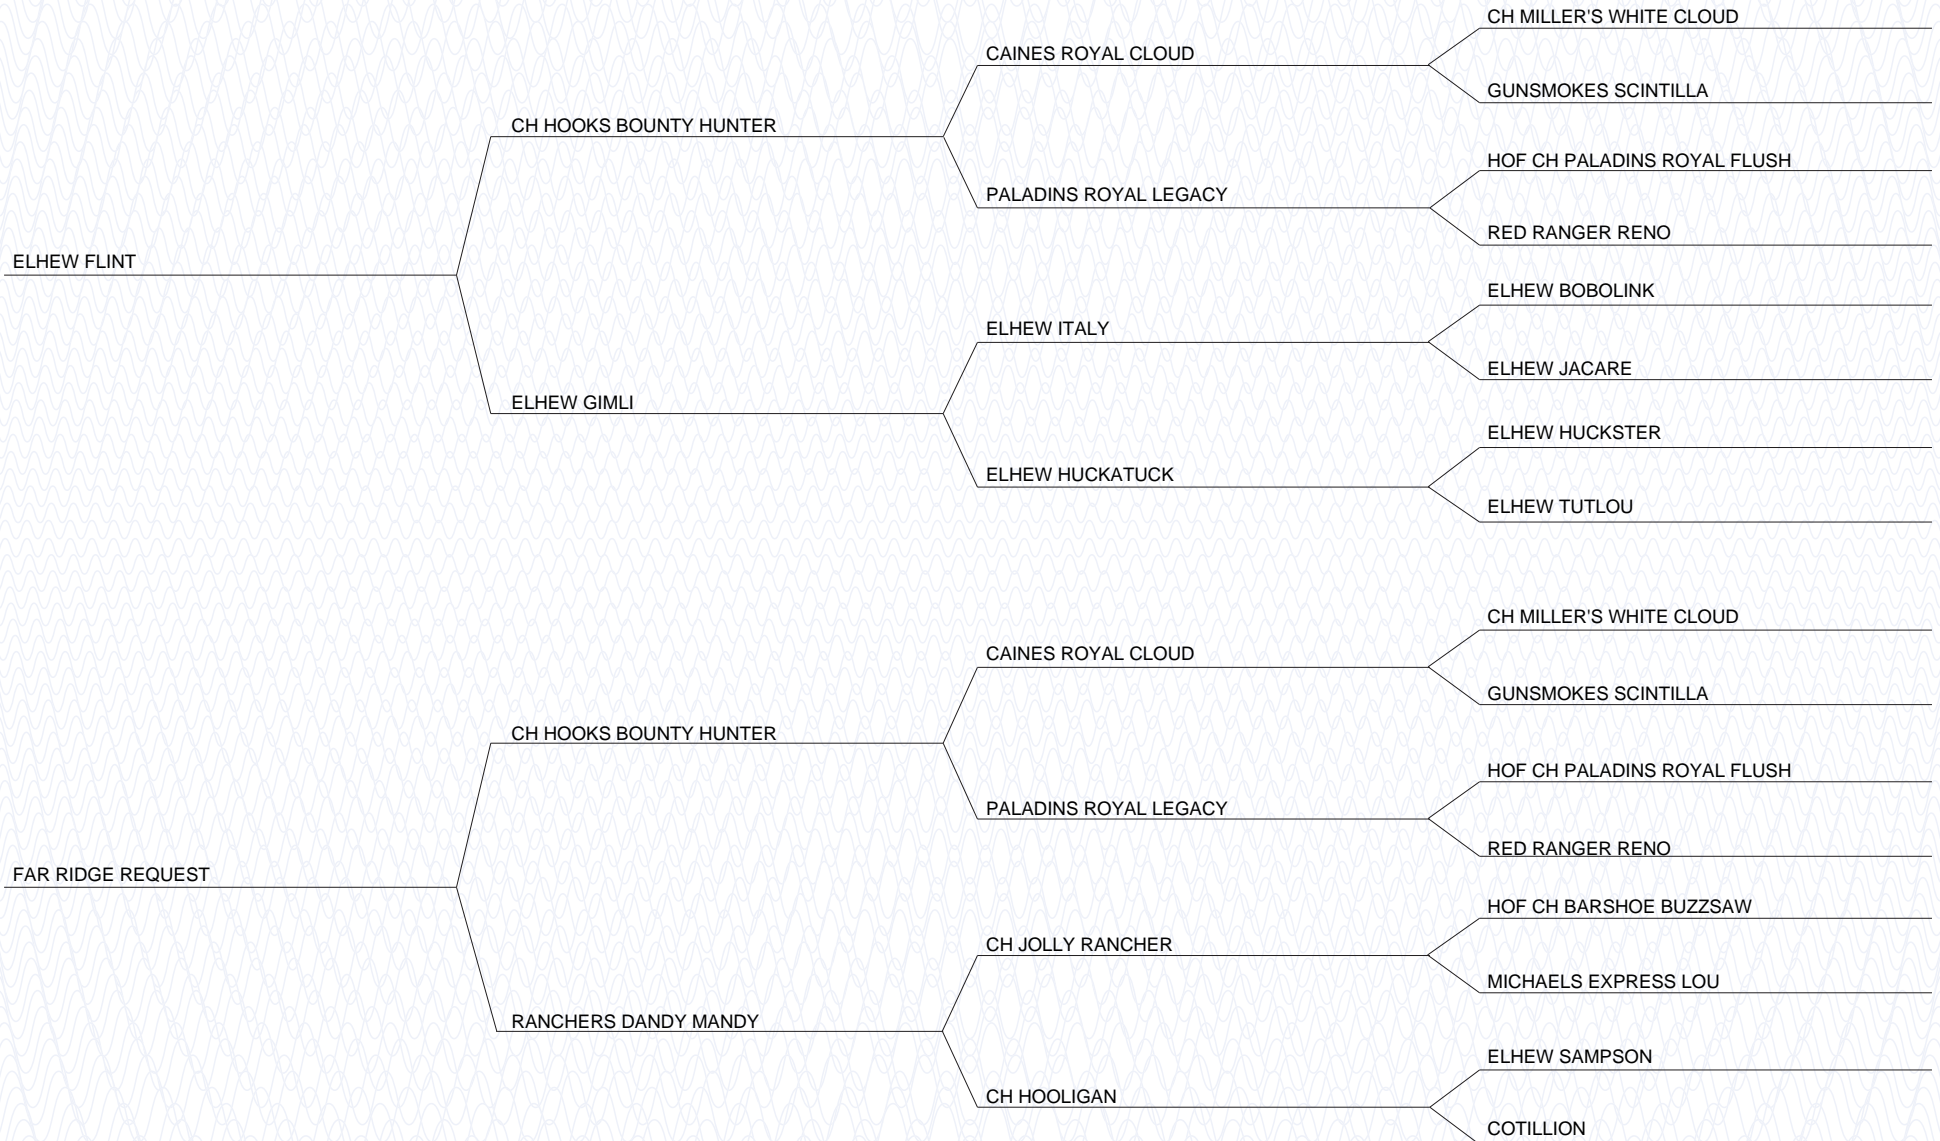 CH MILLER'S WHITE CLOUD
CAINES ROYAL CLOUD
GUNSMOKES SCINTILLA
CH HOOKS BOUNTY HUNTER
HOF CH PALADINS ROYAL FLUSH
PALADINS ROYAL LEGACY
RED RANGER RENO
ELHEW FLINT
ELHEW BOBOLINK
ELHEW ITALY
ELHEW JACARE
ELHEW GIMLI
ELHEW HUCKSTER
ELHEW HUCKATUCK
ELHEW TUTLOU
CH MILLER'S WHITE CLOUD
CAINES ROYAL CLOUD
GUNSMOKES SCINTILLA
CH HOOKS BOUNTY HUNTER
HOF CH PALADINS ROYAL FLUSH
PALADINS ROYAL LEGACY
RED RANGER RENO
FAR RIDGE REQUEST
HOF CH BARSHOE BUZZSAW
CH JOLLY RANCHER
MICHAELS EXPRESS LOU
RANCHERS DANDY MANDY
ELHEW SAMPSON
CH HOOLIGAN
COTILLION